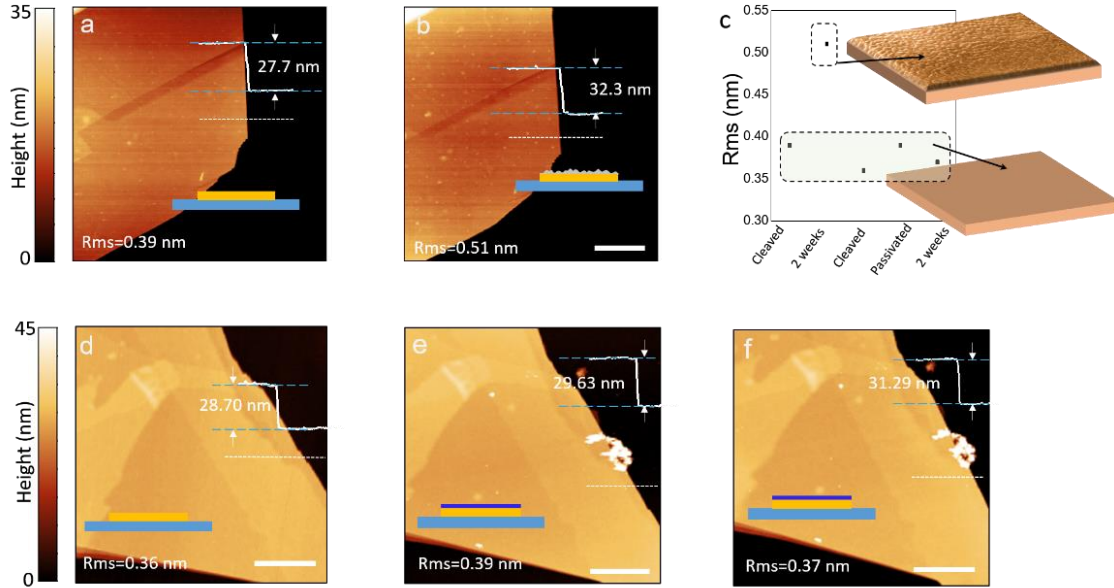 35
Height (nm)
0
a
27.7 nm
Rms=0.39 nm
b
32.3 nm
Rms=0.51 nm
c
0.55
0.50
0.45
0.40
0.35
0.30
Rms (nm)
Cleaved
2 weeks
Cleaved
Passivated
2 weeks
45
Height (nm)
0
d
28.70 nm
Rms=0.36 nm
e
29.63 nm
Rms=0.39 nm
f
31.29 nm
Rms=0.37 nm